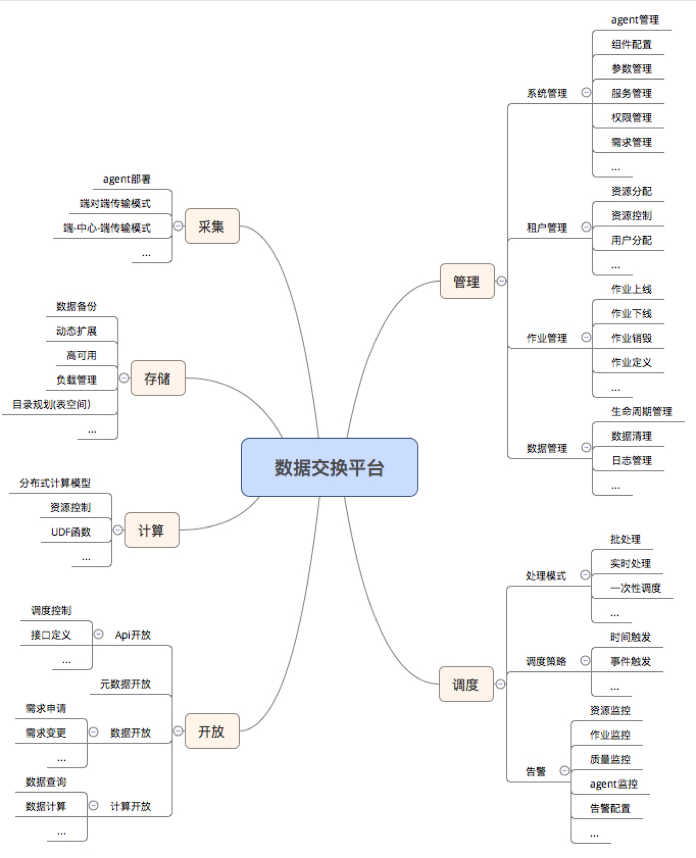 数据交换平台
采集
agent部署
端对端传输模式
端-中心-端传输模式
...
存储
数据备份
动态扩展
高可用
负载管理
目录规划(表空间)
...
计算
分布式计算模型
资源控制
UDF函数
...
开放
Api开放
调度控制
接口定义
...
元数据开放
数据开放
需求申请
需求变更
...
计算开放
数据查询
数据计算
...
管理
系统管理
agent管理
组件配置
参数管理
服务管理
权限管理
需求管理
...
租户管理
资源分配
资源控制
用户分配
...
作业管理
作业上线
作业下线
作业销毁
作业定义
...
数据管理
生命周期管理
数据清理
日志管理
...
调度
处理模式
批处理
实时处理
一次性调度
...
调度策略
时间触发
事件触发
...
告警
资源监控
作业监控
质量监控
agent监控
告警配置
...